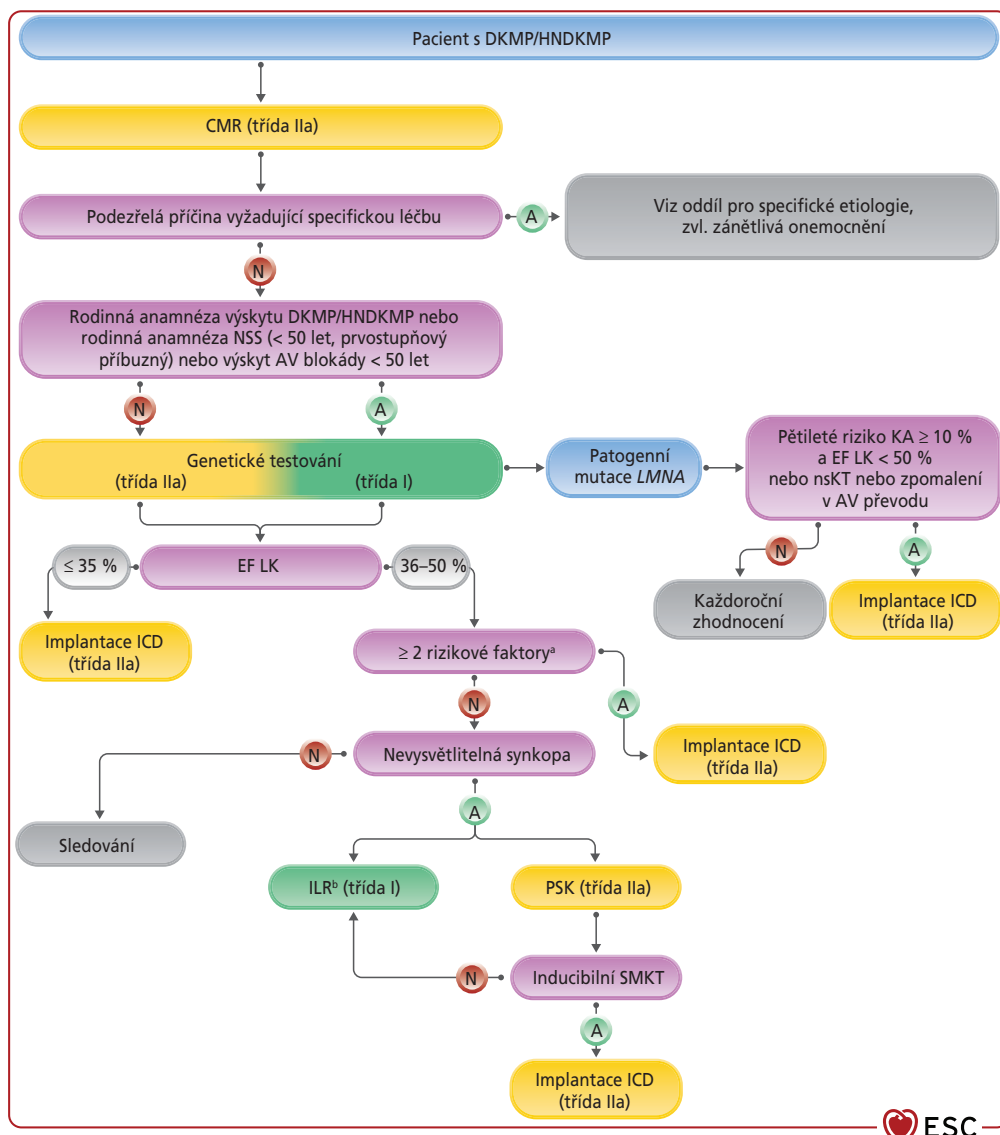 Pacient s DKMP/HNDKMP
CMR (třída IIa)
Podezřelá příčina vyžadující specifickou léčbu
A
Viz oddíl pro specifické etiologie,
zvl. zánětlivá onemocnění
N
Rodinná anamnéza výskytu DKMP/HNDKMP nebo
rodinná anamnéza NSS (< 50 let, prvostupňový
příbuzný) nebo výskyt AV blokády < 50 let
N
A
Genetické testování
(třída IIa)
(třída I)
Patogenní
mutace LMNA
Pětileté riziko KA ≥ 10 %
a EF LK < 50 %
nebo nsKT nebo zpomalení
v AV převodu
N
A
Každoroční
zhodnocení
Implantace ICD
(třída IIa)
≤ 35 %
EF LK
36–50 %
Implantace ICD
(třída IIa)
≥ 2 rizikové faktoryᵃ
N
A
Implantace ICD
(třída IIa)
Nevysvětlitelná synkopa
N
A
Sledování
ILRᵇ (třída I)
PSK (třída IIa)
Inducibilní SMKT
N
A
Implantace ICD
(třída IIa)
ESC